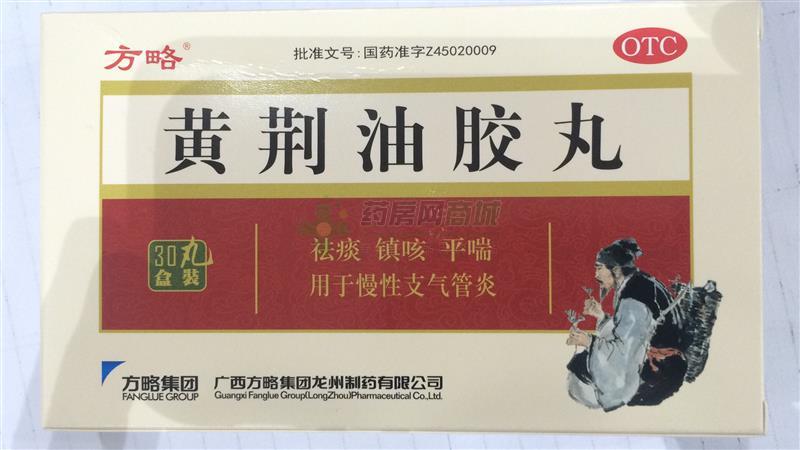 方略®
批准文号:国药准字Z45020009
OTC
黄荆油胶丸
药房网商城
30丸
盒装
祛痰 镇咳 平喘
用于慢性支气管炎
方略集团
FANGLUE GROUP
广西方略集团龙州制药有限公司
Guangxi Fanglue Group(LongZhou)Pharmaceutical Co.,Ltd.